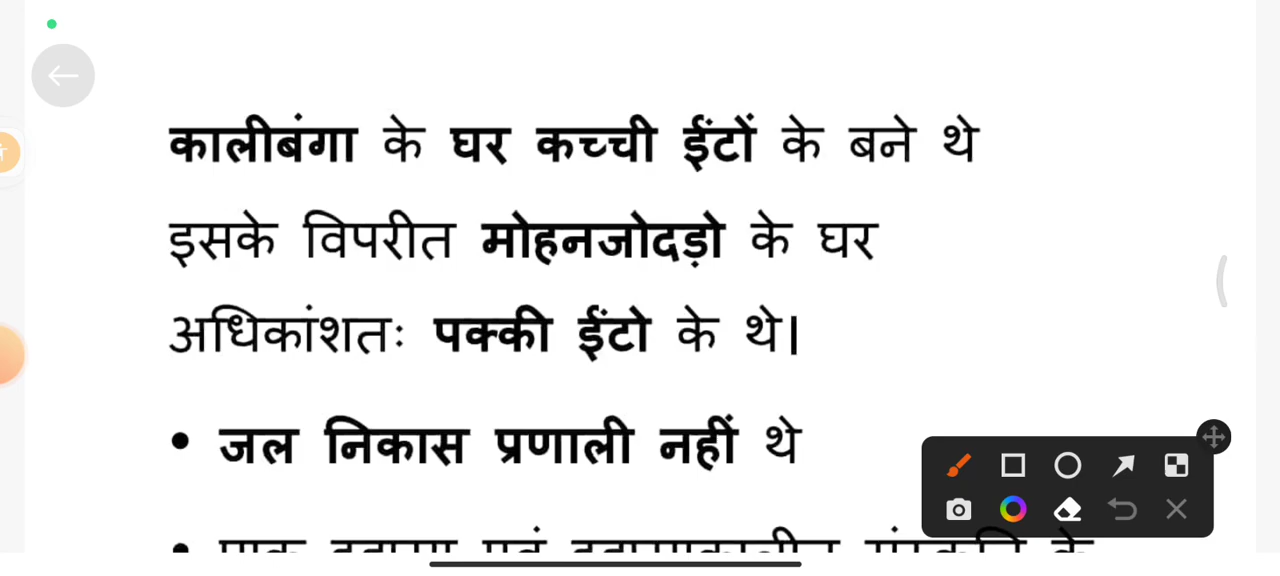 कालीबंगा के घर कच्ची ईंटों के बने थे
इसके विपरीत मोहनजोदड़ो के घर
अधिकांशतः पक्की ईंटो के थे।
• जल निकास प्रणाली नहीं थे